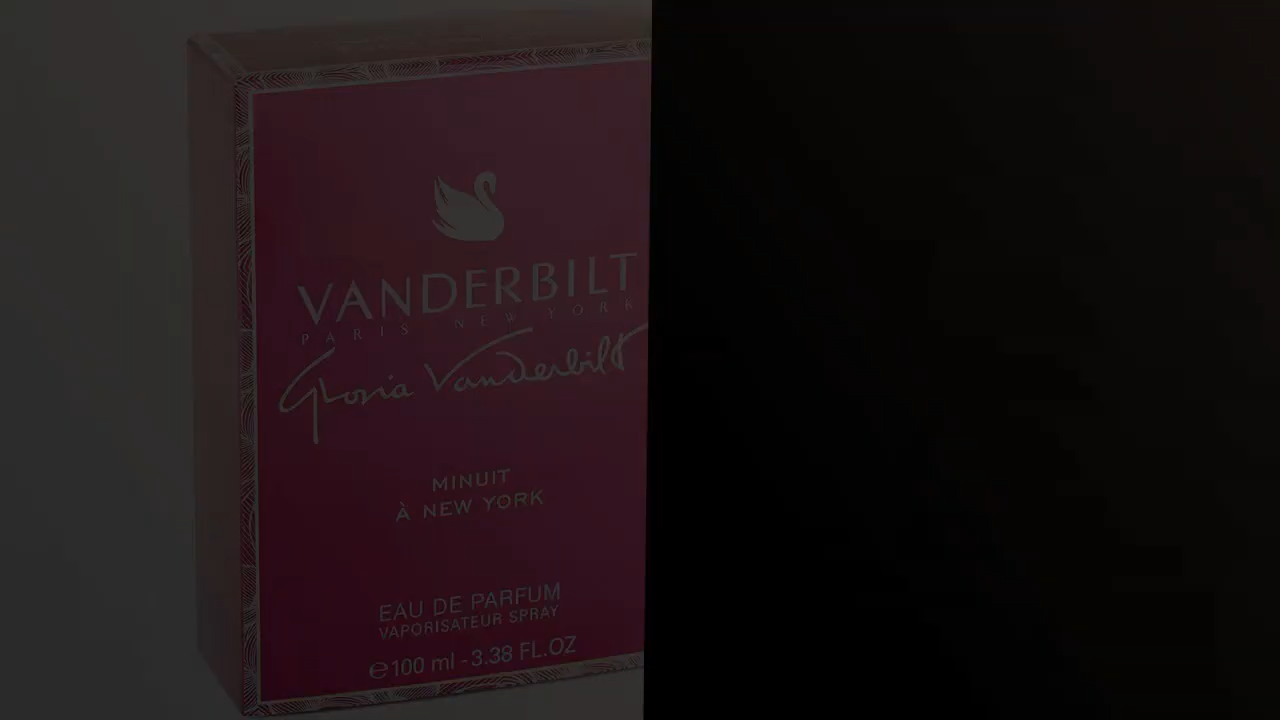 VANDERBILT
PARIS NEW YORK
Gloria Vanderbilt
MINUIT
À NEW YORK
EAU DE PARFUM
VAPORISATEUR SPRAY
℮100 ml - 3.38 FL.OZ